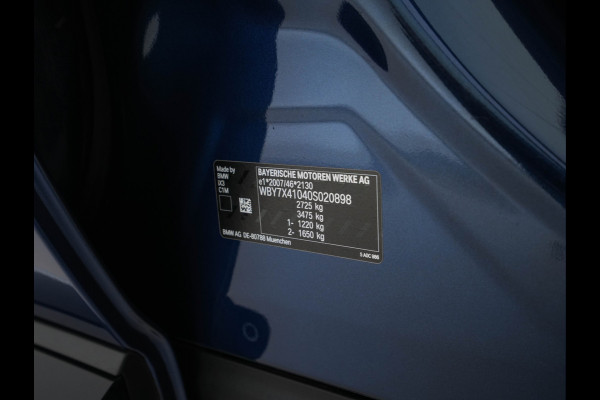 Made by
BMW
I/O
CYM
BAYERISCHE MOTOREN WERKE AG
e1*2007/46*2130
WBY7X41040S020898
2725 kg
3475 kg
1- 1220 kg
2- 1650 kg
BMW AG DE-80788 Muenchen